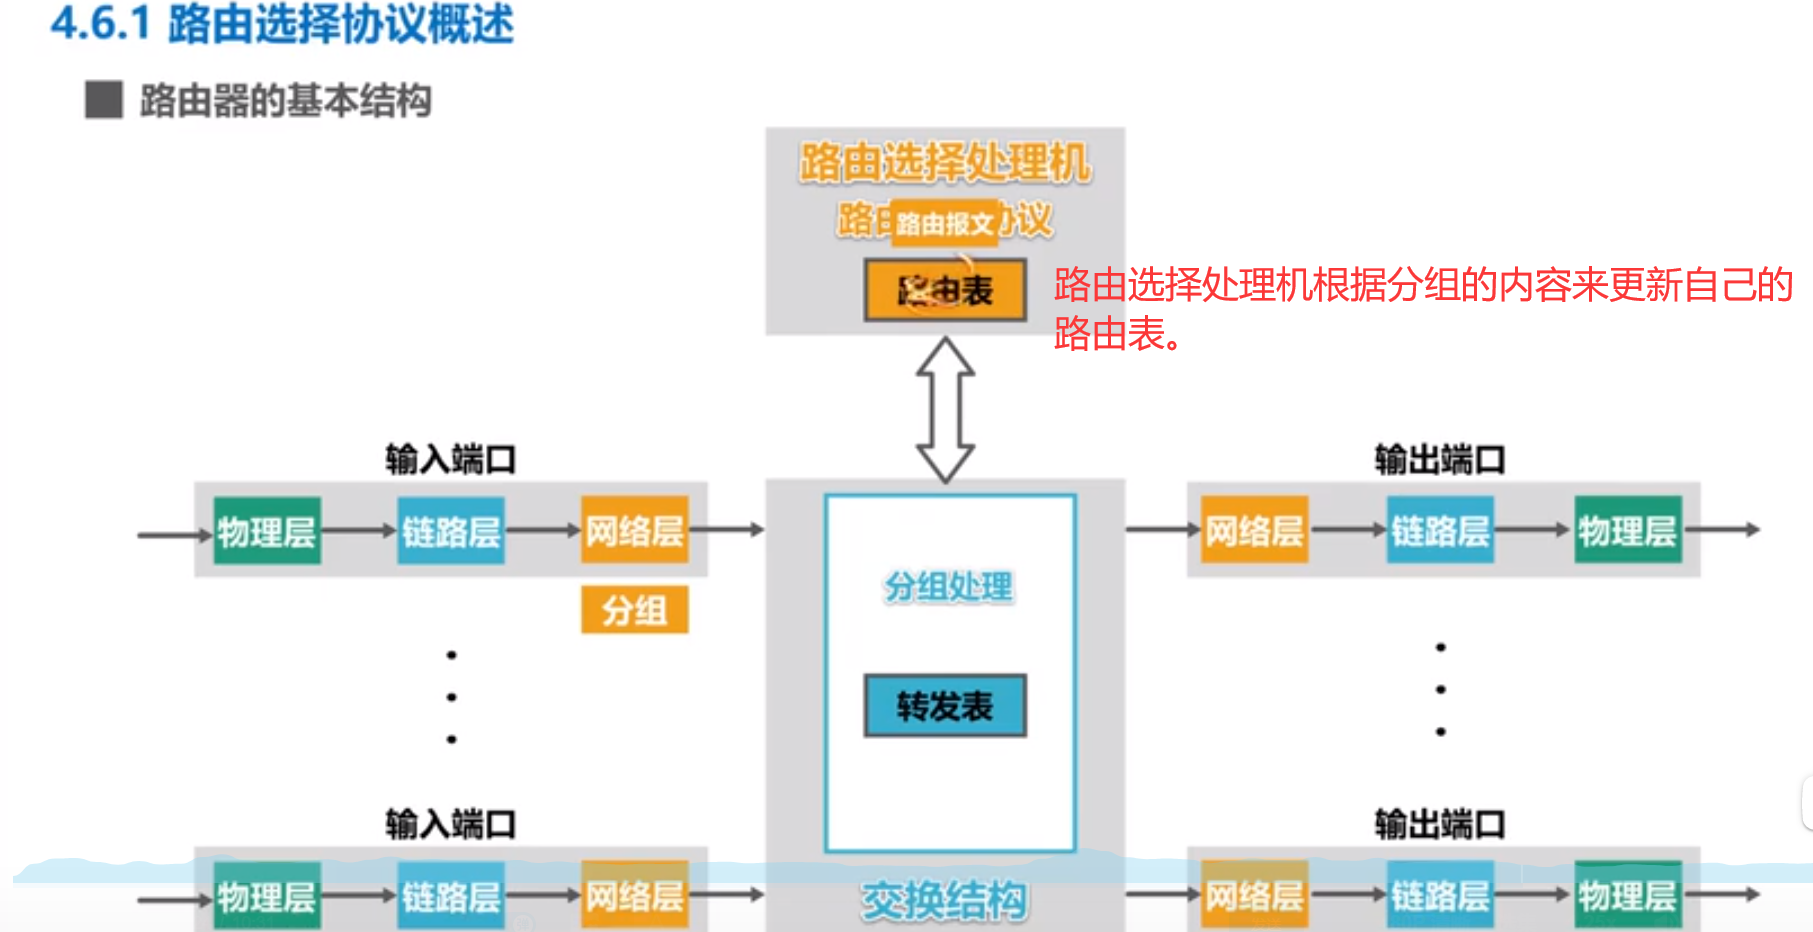 4.6.1 路由选择协议概述
路由器的基本结构
路由选择处理机
路由 路由报文 协议
路由表
路由选择处理机根据分组的内容来更新自己的
路由表。
输入端口
输出端口
物理层 链路层 网络层
网络层 链路层 物理层
分组处理
分组
转发表
输入端口
输出端口
物理层 链路层 网络层
交换结构
网络层 链路层 物理层